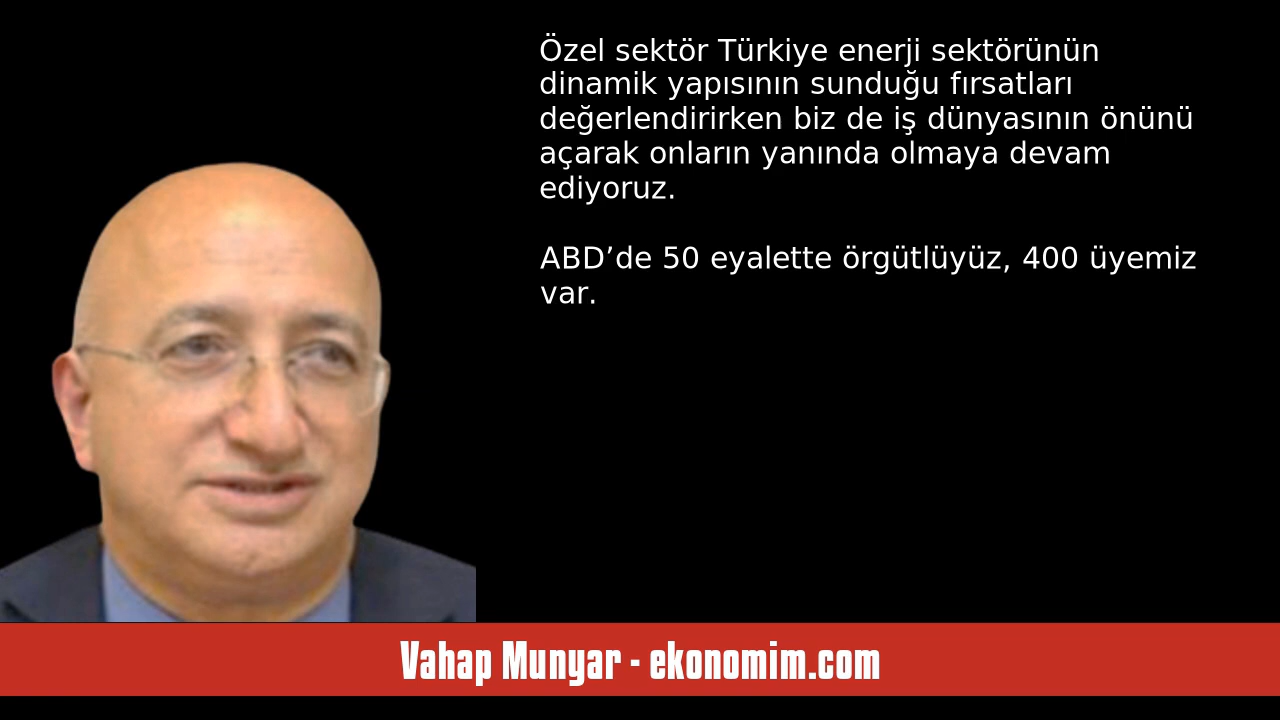 Özel sektör Türkiye enerji sektörünün
dinamik yapısının sunduğu fırsatları
değerlendirirken biz de iş dünyasının önünü
açarak onların yanında olmaya devam
ediyoruz.
ABD’de 50 eyalette örgütlüyüz, 400 üyemiz
var.
Vahap Munyar - ekonomim.com